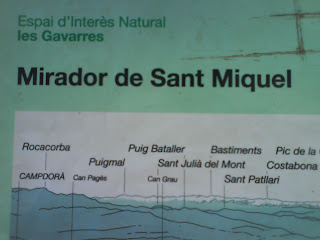 Espai d'Interès Natural
les Gavarres
Mirador de Sant Miquel
Rocacorba Puig Bataller Bastiments Pic de la
Puigmal Sant Julià del Mont Costabona
CAMPDORÀ Can Pagès Can Grau Sant Patllari